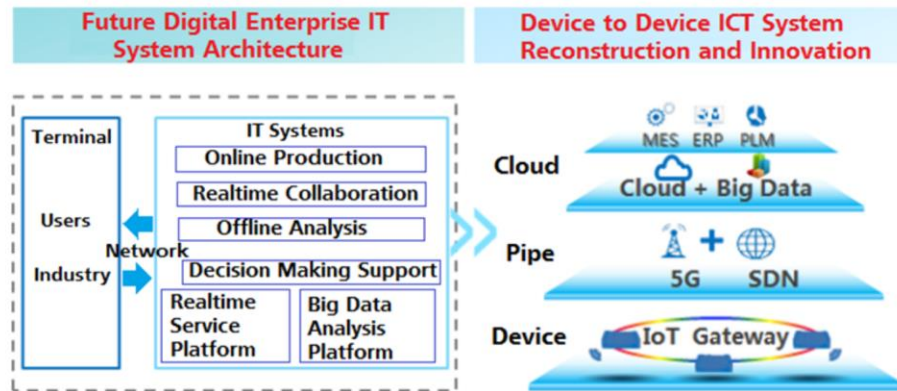 Future Digital Enterprise IT
System Architecture
Device to Device ICT System
Reconstruction and Innovation
Terminal
Users
Industry
Network
IT Systems
Online Production
Realtime Collaboration
Offline Analysis
Decision Making Support
Realtime
Service
Platform
Big Data
Analysis
Platform
Cloud
MES ERP PLM
Cloud + Big Data
Pipe
5G SDN
Device
IoT Gateway